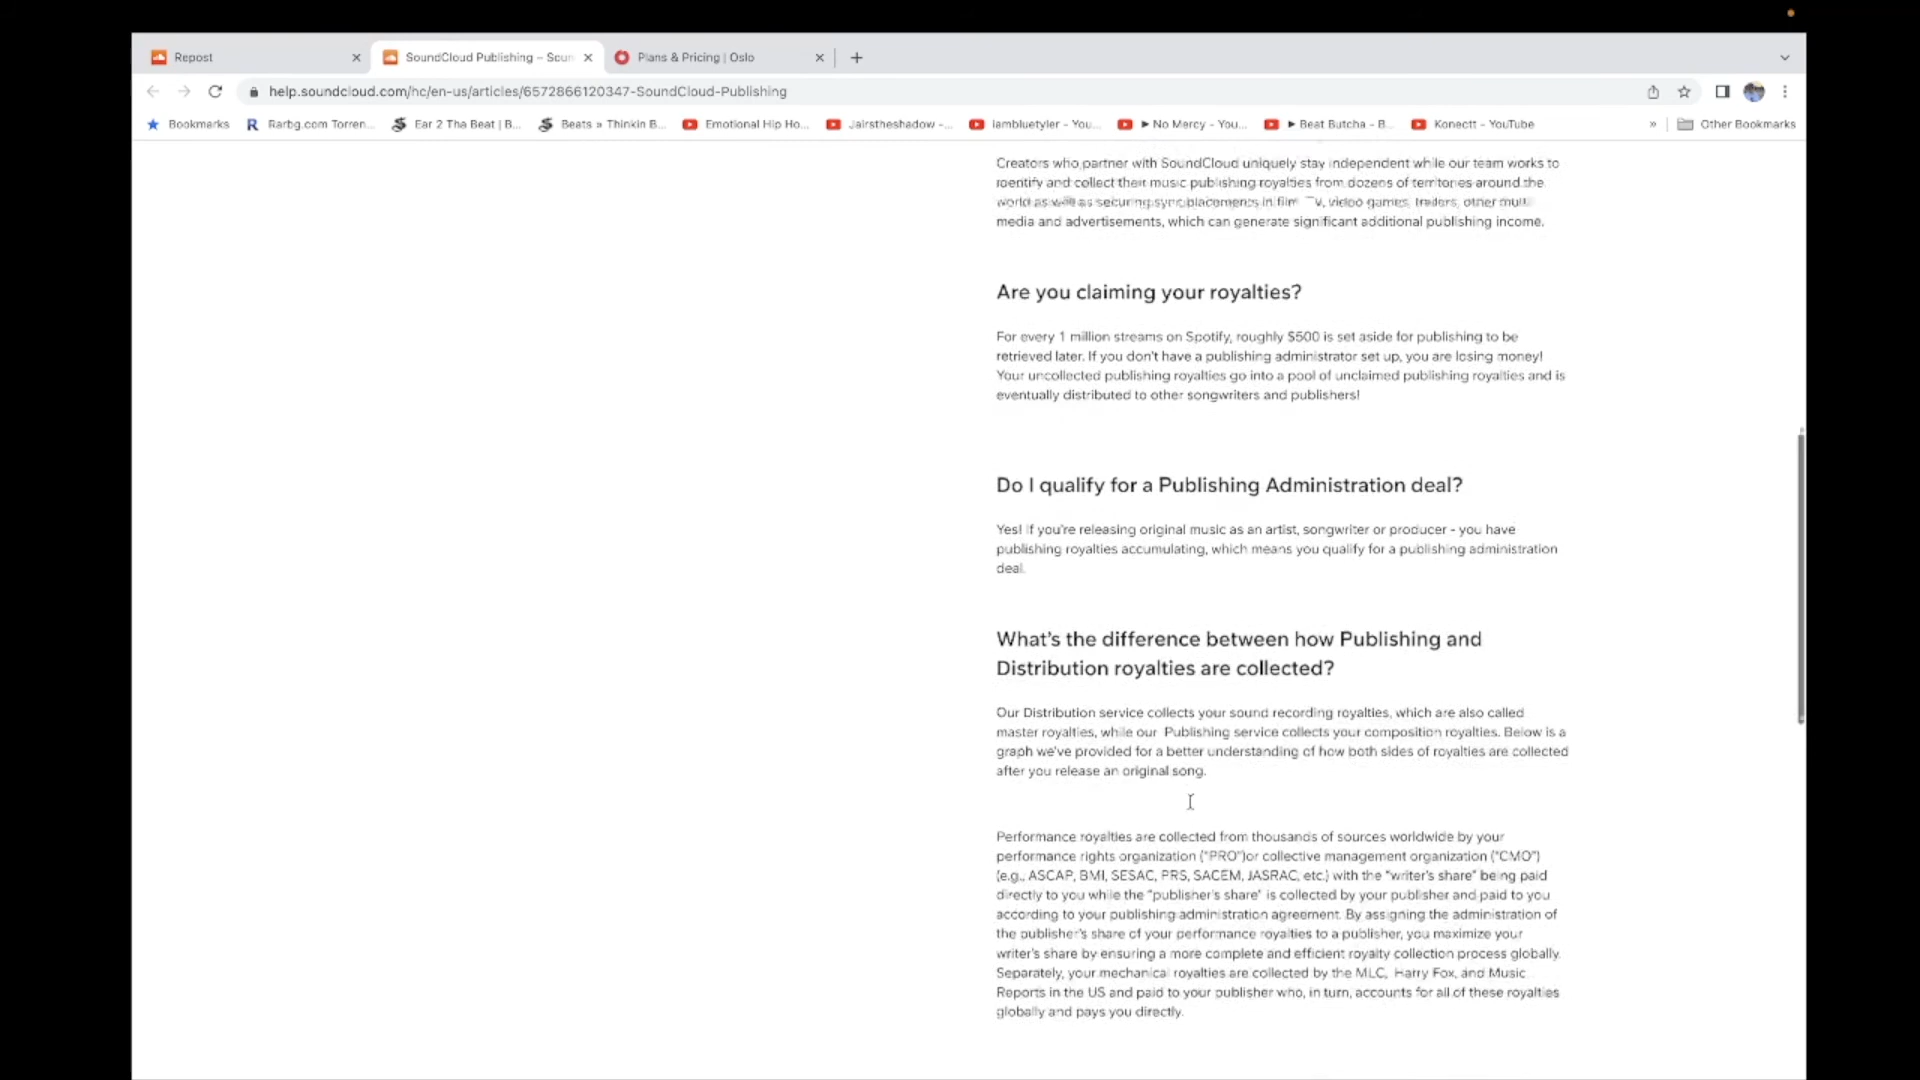 Repost
SoundCloud Publishing – Soun
Plans & Pricing | Oslo
help.soundcloud.com/hc/en-us/articles/6572866120347-SoundCloud-Publishing
Bookmarks
Rarbg.com Torren...
Ear 2 Tha Beat | B...
Beats » Thinkin B...
Emotional Hip Ho...
Jairstheshadow -...
Iambluetyler - You...
►No Mercy - You...
►Beat Butcha - B...
Konectt - YouTube
»
Other Bookmarks
Creators who partner with SoundCloud uniquely stay independent while our team works to
identify and collect their music publishing royalties from dozens of territories around the
world as well as securing sync placements in film, TV, video games, trailers, other multi
media and advertisements, which can generate significant additional publishing income.
Are you claiming your royalties?
For every 1 million streams on Spotify, roughly $500 is set aside for publishing to be
retrieved later. If you don't have a publishing administrator set up, you are losing money!
Your uncollected publishing royalties go into a pool of unclaimed publishing royalties and is
eventually distributed to other songwriters and publishers!
Do I qualify for a Publishing Administration deal?
Yes! If you're releasing original music as an artist, songwriter or producer - you have
publishing royalties accumulating, which means you qualify for a publishing administration
deal.
What's the difference between how Publishing and
Distribution royalties are collected?
Our Distribution service collects your sound recording royalties, which are also called
master royalties, while our Publishing service collects your composition royalties. Below is a
graph we've provided for a better understanding of how both sides of royalties are collected
after you release an original song.
Performance royalties are collected from thousands of sources worldwide by your
performance rights organization ("PRO")or collective management organization ("CMO")
(e.g., ASCAP, BMI, SESAC, PRS, SACEM, JASRAC, etc.) with the "writer's share" being paid
directly to you while the "publisher's share" is collected by your publisher and paid to you
according to your publishing administration agreement. By assigning the administration of
the publisher's share of your performance royalties to a publisher, you maximize your
writer's share by ensuring a more complete and efficient royalty collection process globally.
Separately, your mechanical royalties are collected by the MLC, Harry Fox, and Music
Reports in the US and paid to your publisher who, in turn, accounts for all of these royalties
globally and pays you directly.